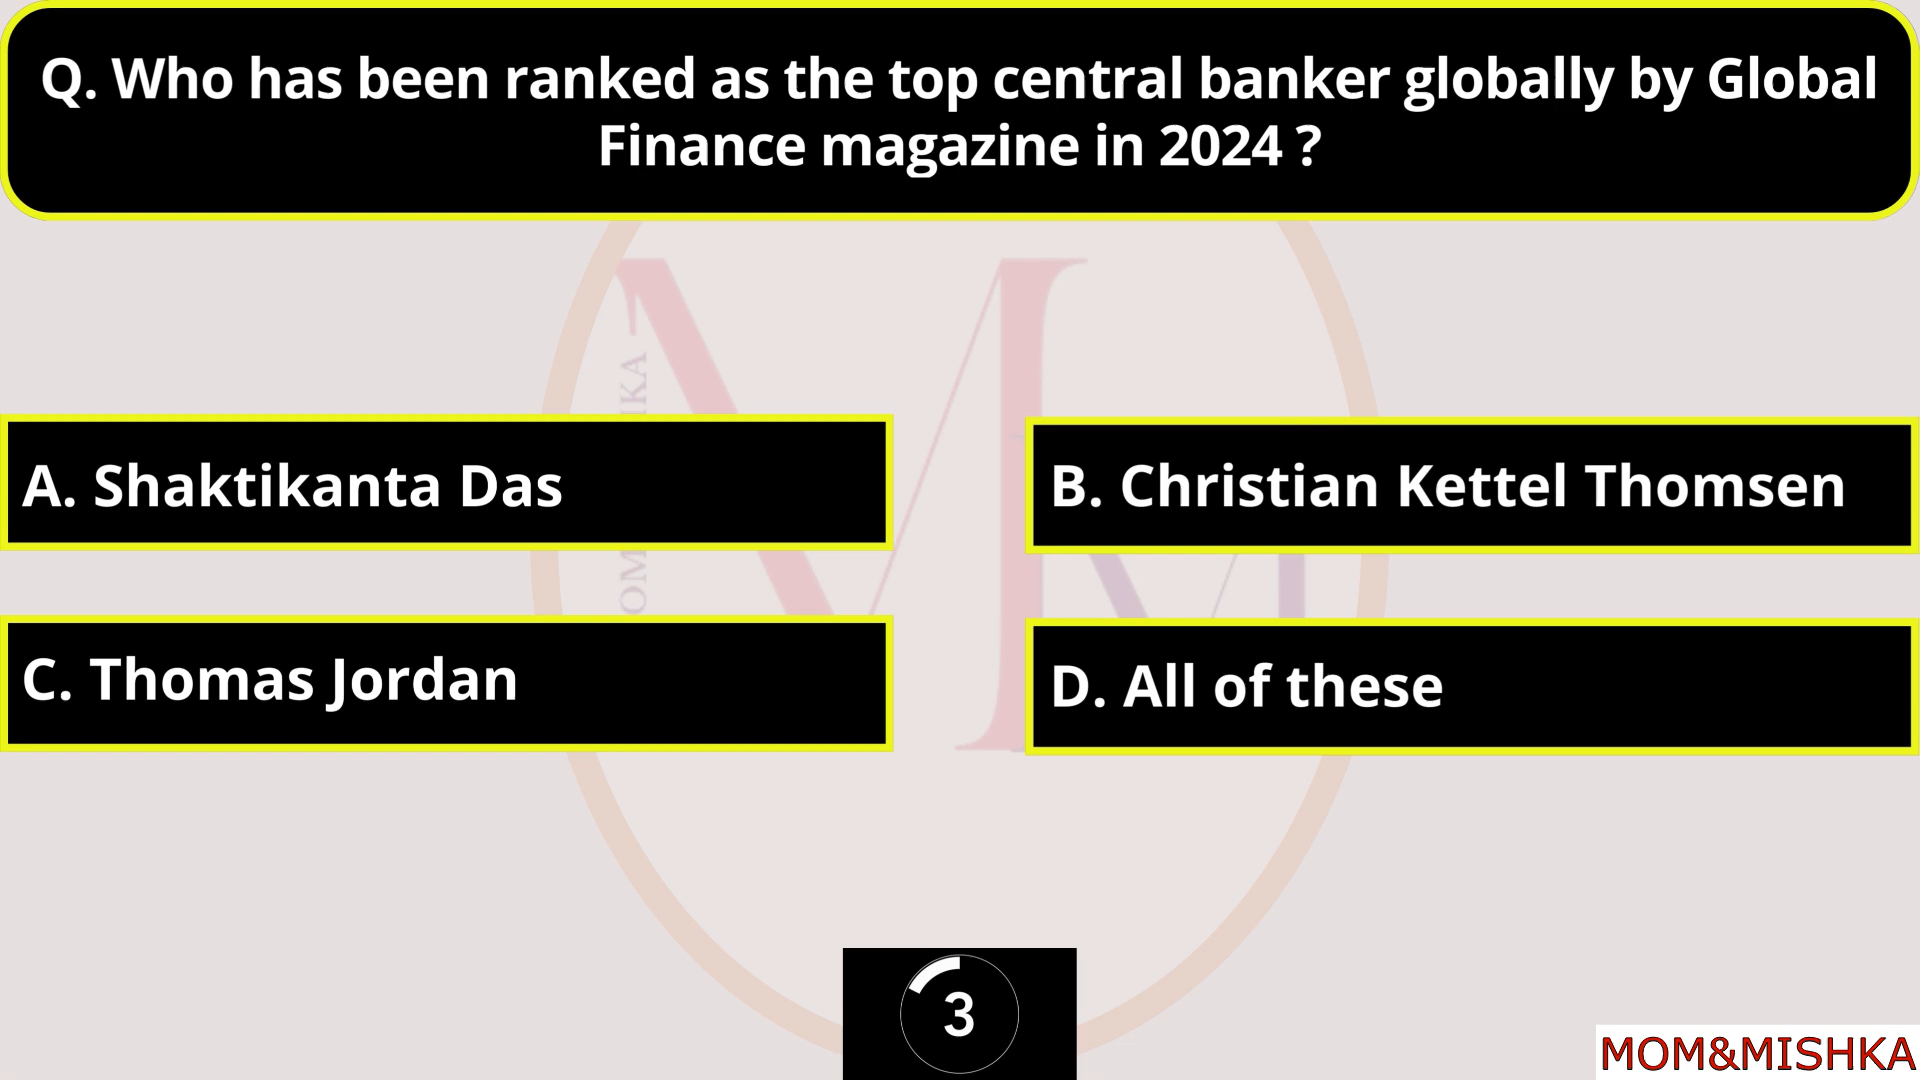 Q. Who has been ranked as the top central banker globally by Global
Finance magazine in 2024 ?
A. Shaktikanta Das
B. Christian Kettel Thomsen
C. Thomas Jordan
D. All of these
3
MOM&MISHKA